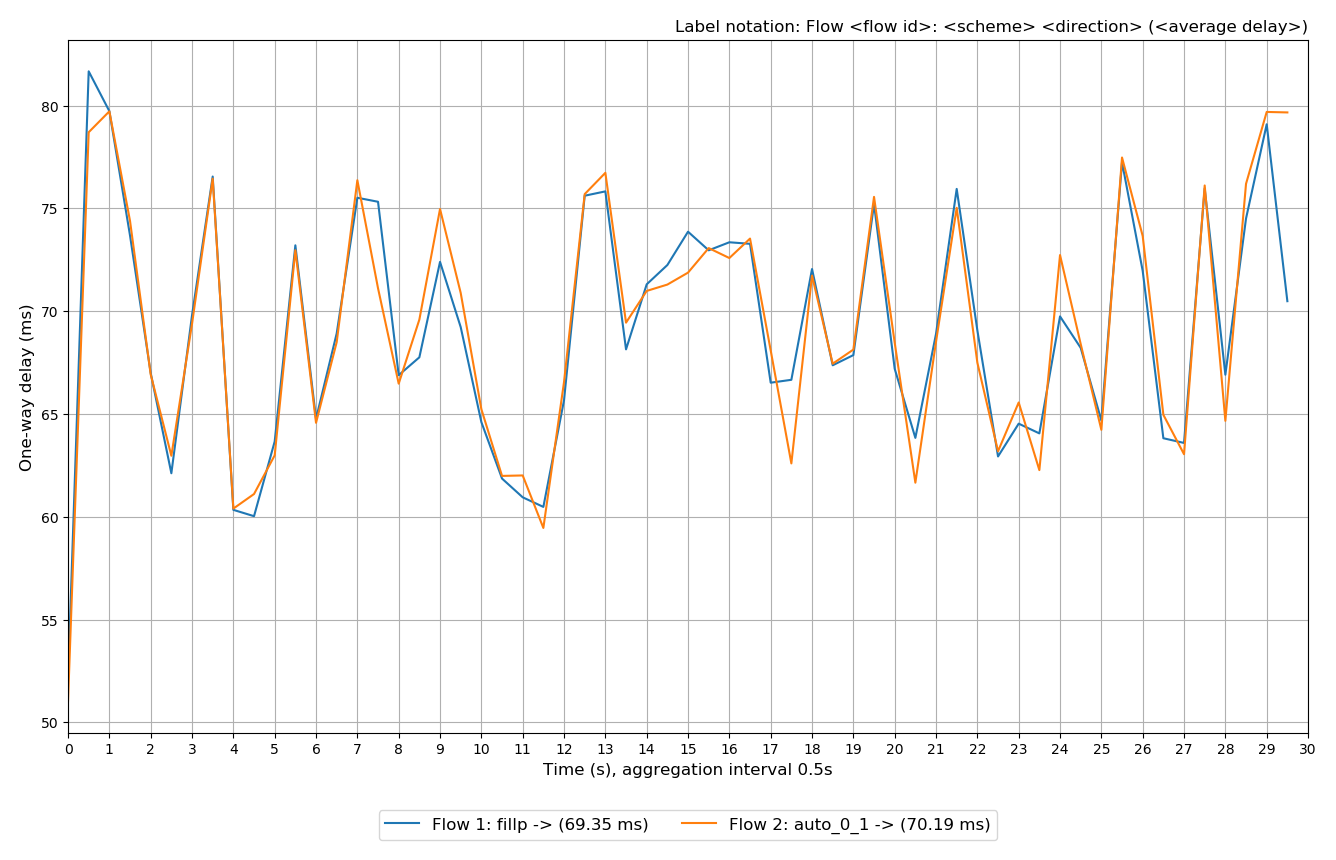 Label notation: Flow <flow id>: <scheme> <direction> (<average delay>)
One-way delay (ms)
80
75
70
65
60
55
50
0 1 2 3 4 5 6 7 8 9 10 11 12 13 14 15 16 17 18 19 20 21 22 23 24 25 26 27 28 29 30
Time (s), aggregation interval 0.5s
Flow 1: fillp -> (69.35 ms) Flow 2: auto_0_1 -> (70.19 ms)